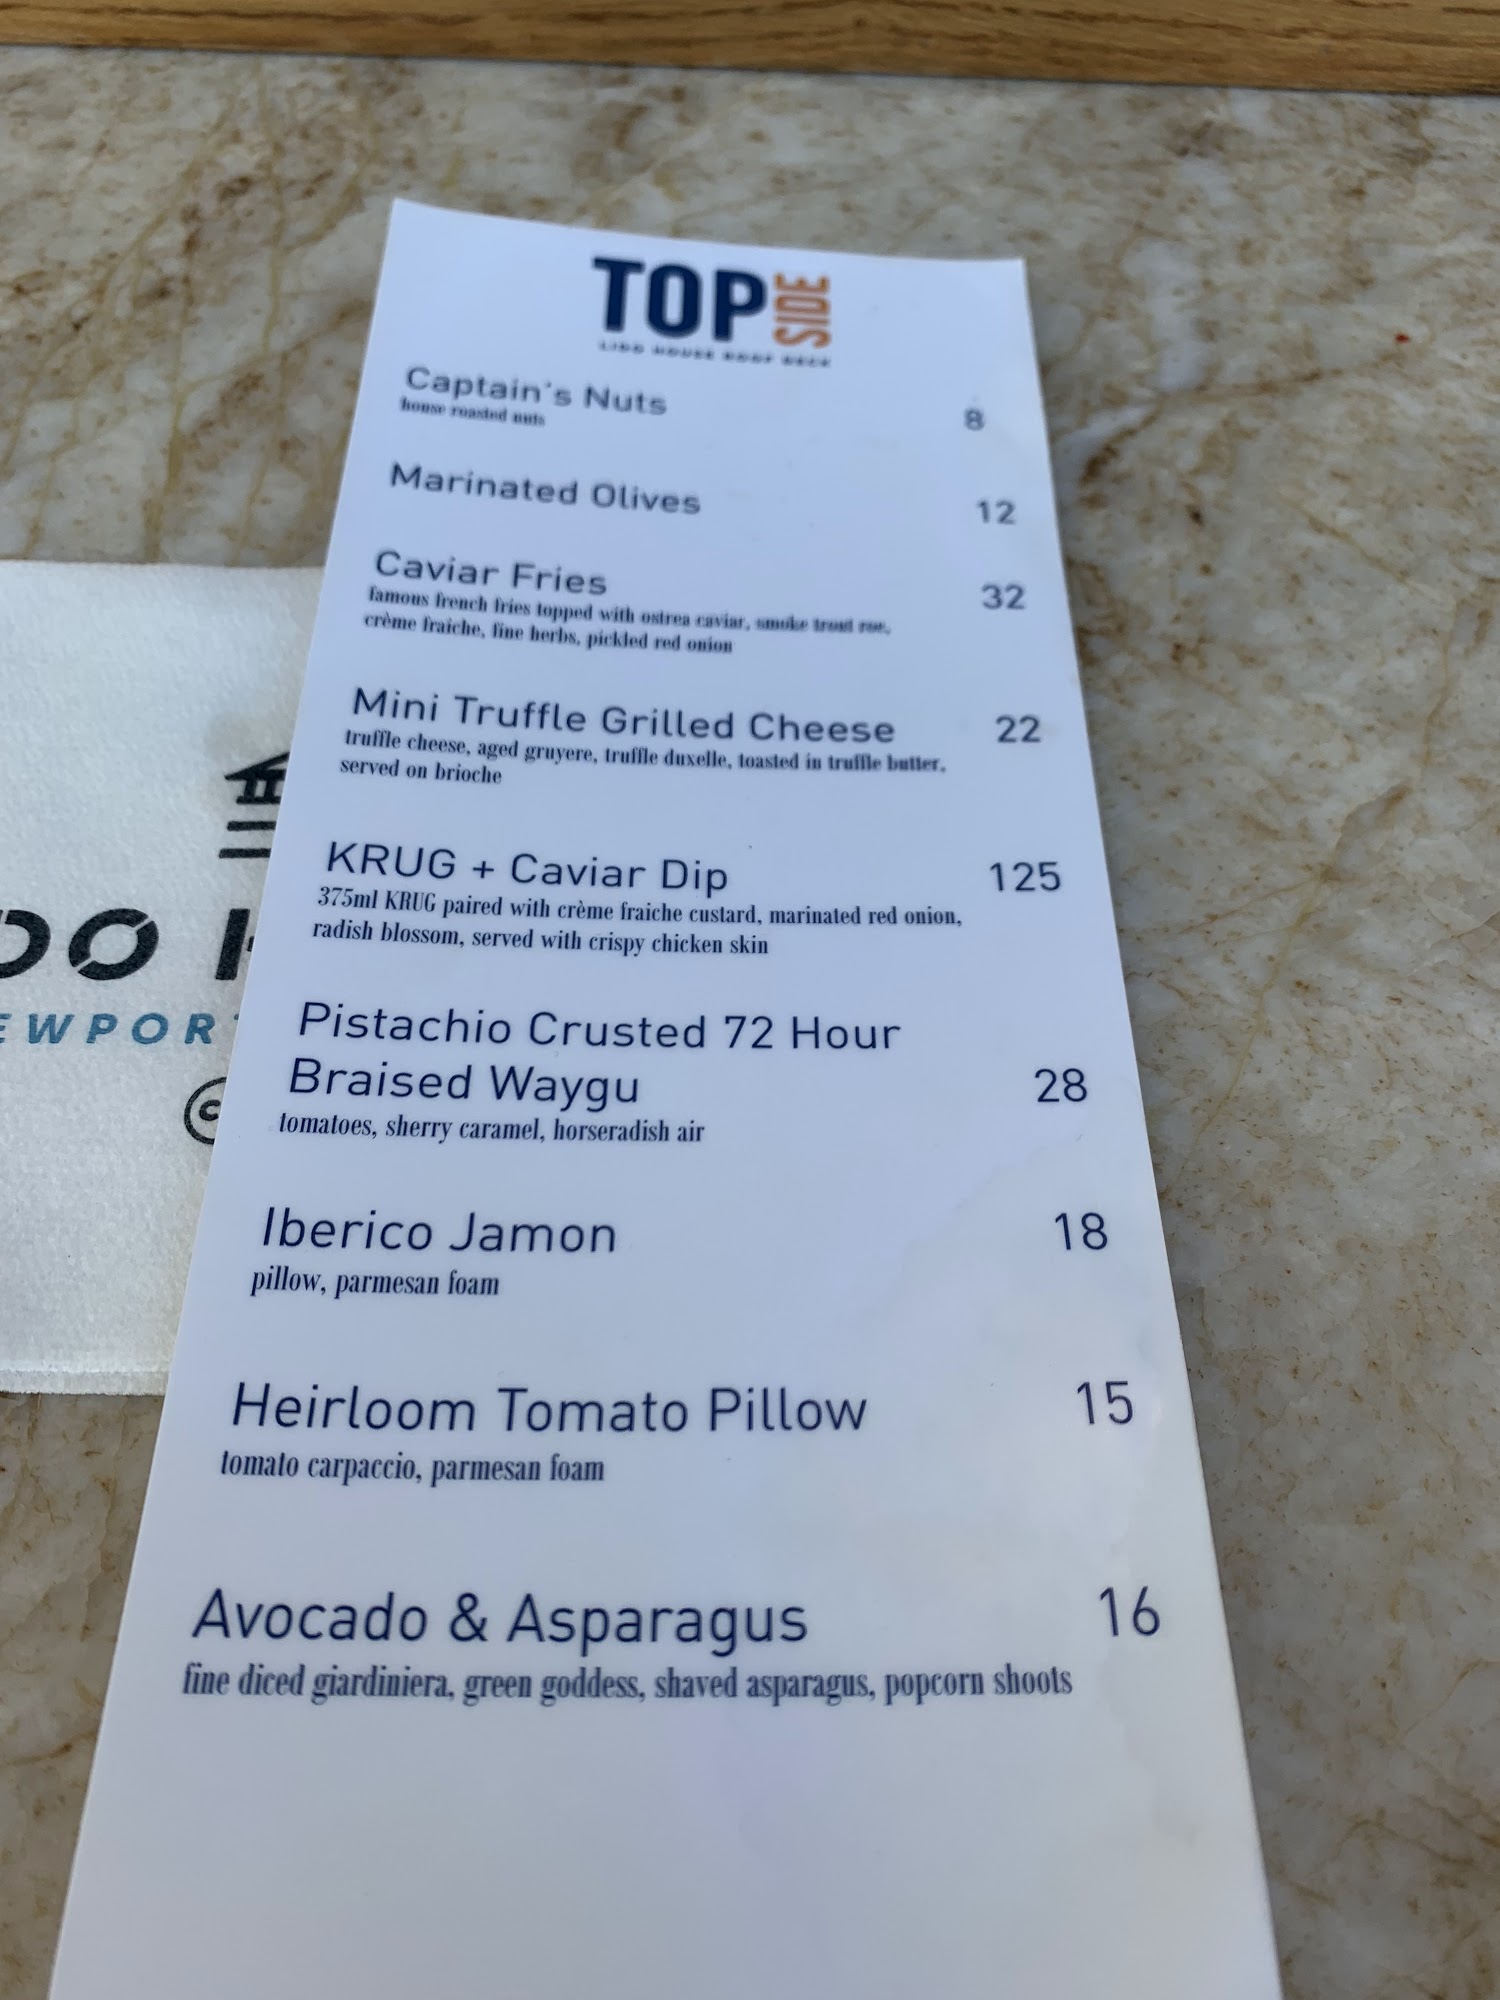 TOP SIDE
LIDO HOUSE ROOF DECK
Captain's Nuts 8
house roasted nuts
Marinated Olives 12
Caviar Fries 32
famous french fries topped with ostrea caviar, smoke trout roe,
crème fraiche, fine herbs, pickled red onion
Mini Truffle Grilled Cheese 22
truffle cheese, aged gruyere, truffle duxelle, toasted in truffle butter,
served on brioche
KRUG + Caviar Dip 125
375ml KRUG paired with crème fraiche custard, marinated red onion,
radish blossom, served with crispy chicken skin
Pistachio Crusted 72 Hour
Braised Waygu 28
tomatoes, sherry caramel, horseradish air
Iberico Jamon 18
pillow, parmesan foam
Heirloom Tomato Pillow 15
tomato carpaccio, parmesan foam
Avocado & Asparagus 16
fine diced giardiniera, green goddess, shaved asparagus, popcorn shoots
DO H
EWPORT
C